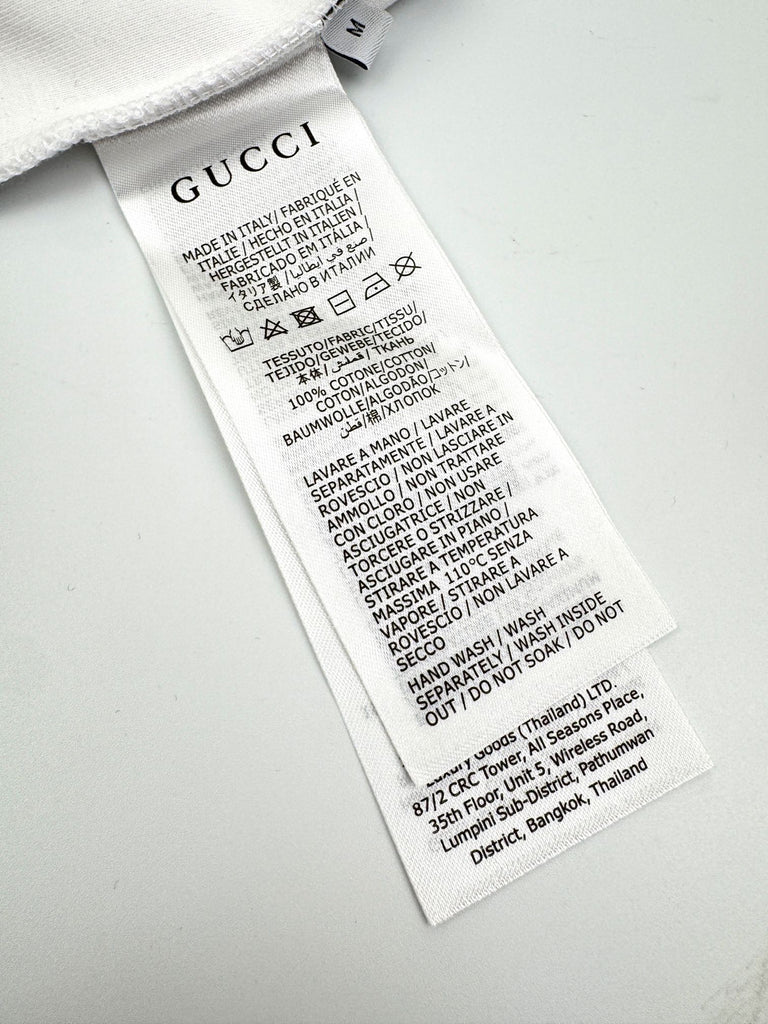 M
GUCCI
MADE IN ITALY/ FABRIQUÉ EN
ITALIE / HECHO EN ITALIA /
HERGESTELLT IN ITALIEN /
FABRICADO EM ITÁLIA /
イタリア製 / صنع في ايطاليا /
СДЕЛАНО В ИТАЛИИ
TESSUTO/FABRIC/TISSU/
TEJIDO/GEWEBE/TECIDO/
本体/ قطني / ТКАНЬ
100% COTONE/COTTON/
COTON/ALGODON/
BAUMWOLLE/ALGODÃO/コットン/
قطن/棉/ХЛОПОК
LAVARE A MANO / LAVARE
SEPARATAMENTE / LAVARE A
ROVESCIO / NON LASCIARE IN
AMMOLLO / NON TRATTARE
CON CLORO / NON USARE
ASCIUGATRICE / NON
TORCERE O STRIZZARE /
ASCIUGARE IN PIANO /
STIRARE A TEMPERATURA
MASSIMA 110°C SENZA
VAPORE / STIRARE A
ROVESCIO / NON LAVARE A
SECCO
HAND WASH / WASH
SEPARATELY / WASH INSIDE
OUT / DO NOT SOAK / DO NOT
Luxury Goods (Thailand) LTD.
87/2 CRC Tower, All Seasons Place,
35th Floor, Unit 5, Wireless Road,
Lumpini Sub-District, Pathumwan
District, Bangkok, Thailand